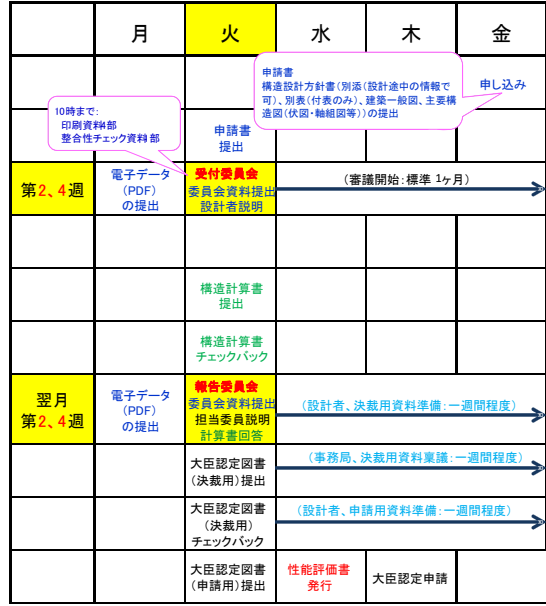 月
火
水
木
金
申請書
構造設計方針書(別添(設計途中の情報で
可)、別表(付表のみ)、建築一般図、主要構
造図(伏図・軸組図等))の提出
申し込み
10時まで:
印刷資料4部
整合性チェック資料4部
申請書
提出
第2、4週
電子データ
(PDF)
の提出
受付委員会
委員会資料提出
設計者説明
(審議開始:標準 1ヶ月)
構造計算書
提出
構造計算書
チェックバック
翌月
第2、4週
電子データ
(PDF)
の提出
報告委員会
委員会資料提出
担当委員説明
計算書回答
(設計者、決裁用資料準備:一週間程度)
大臣認定図書
(決裁用)提出
(事務局、決裁用資料稟議:一週間程度)
大臣認定図書
(決裁用)
チェックバック
(設計者、申請用資料準備:一週間程度)
大臣認定図書
(申請用)提出
性能評価書
発行
大臣認定申請